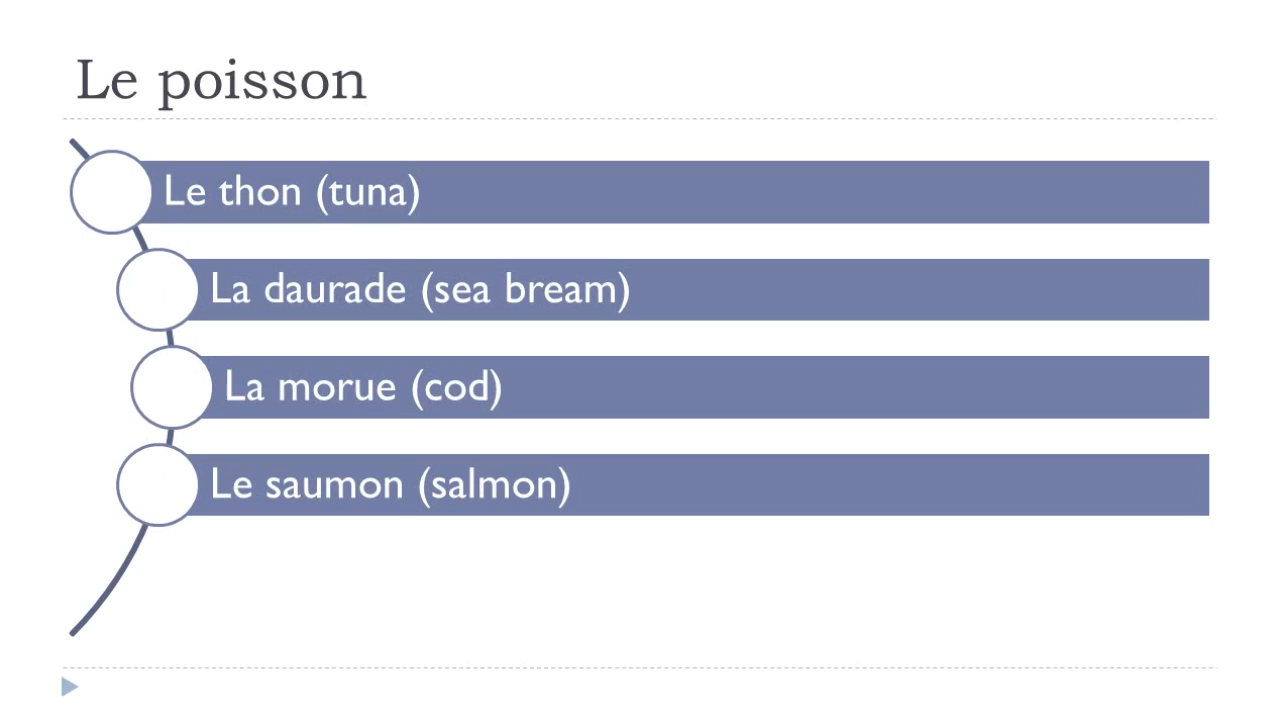 Le poisson
Le thon (tuna)
La daurade (sea bream)
La morue (cod)
Le saumon (salmon)